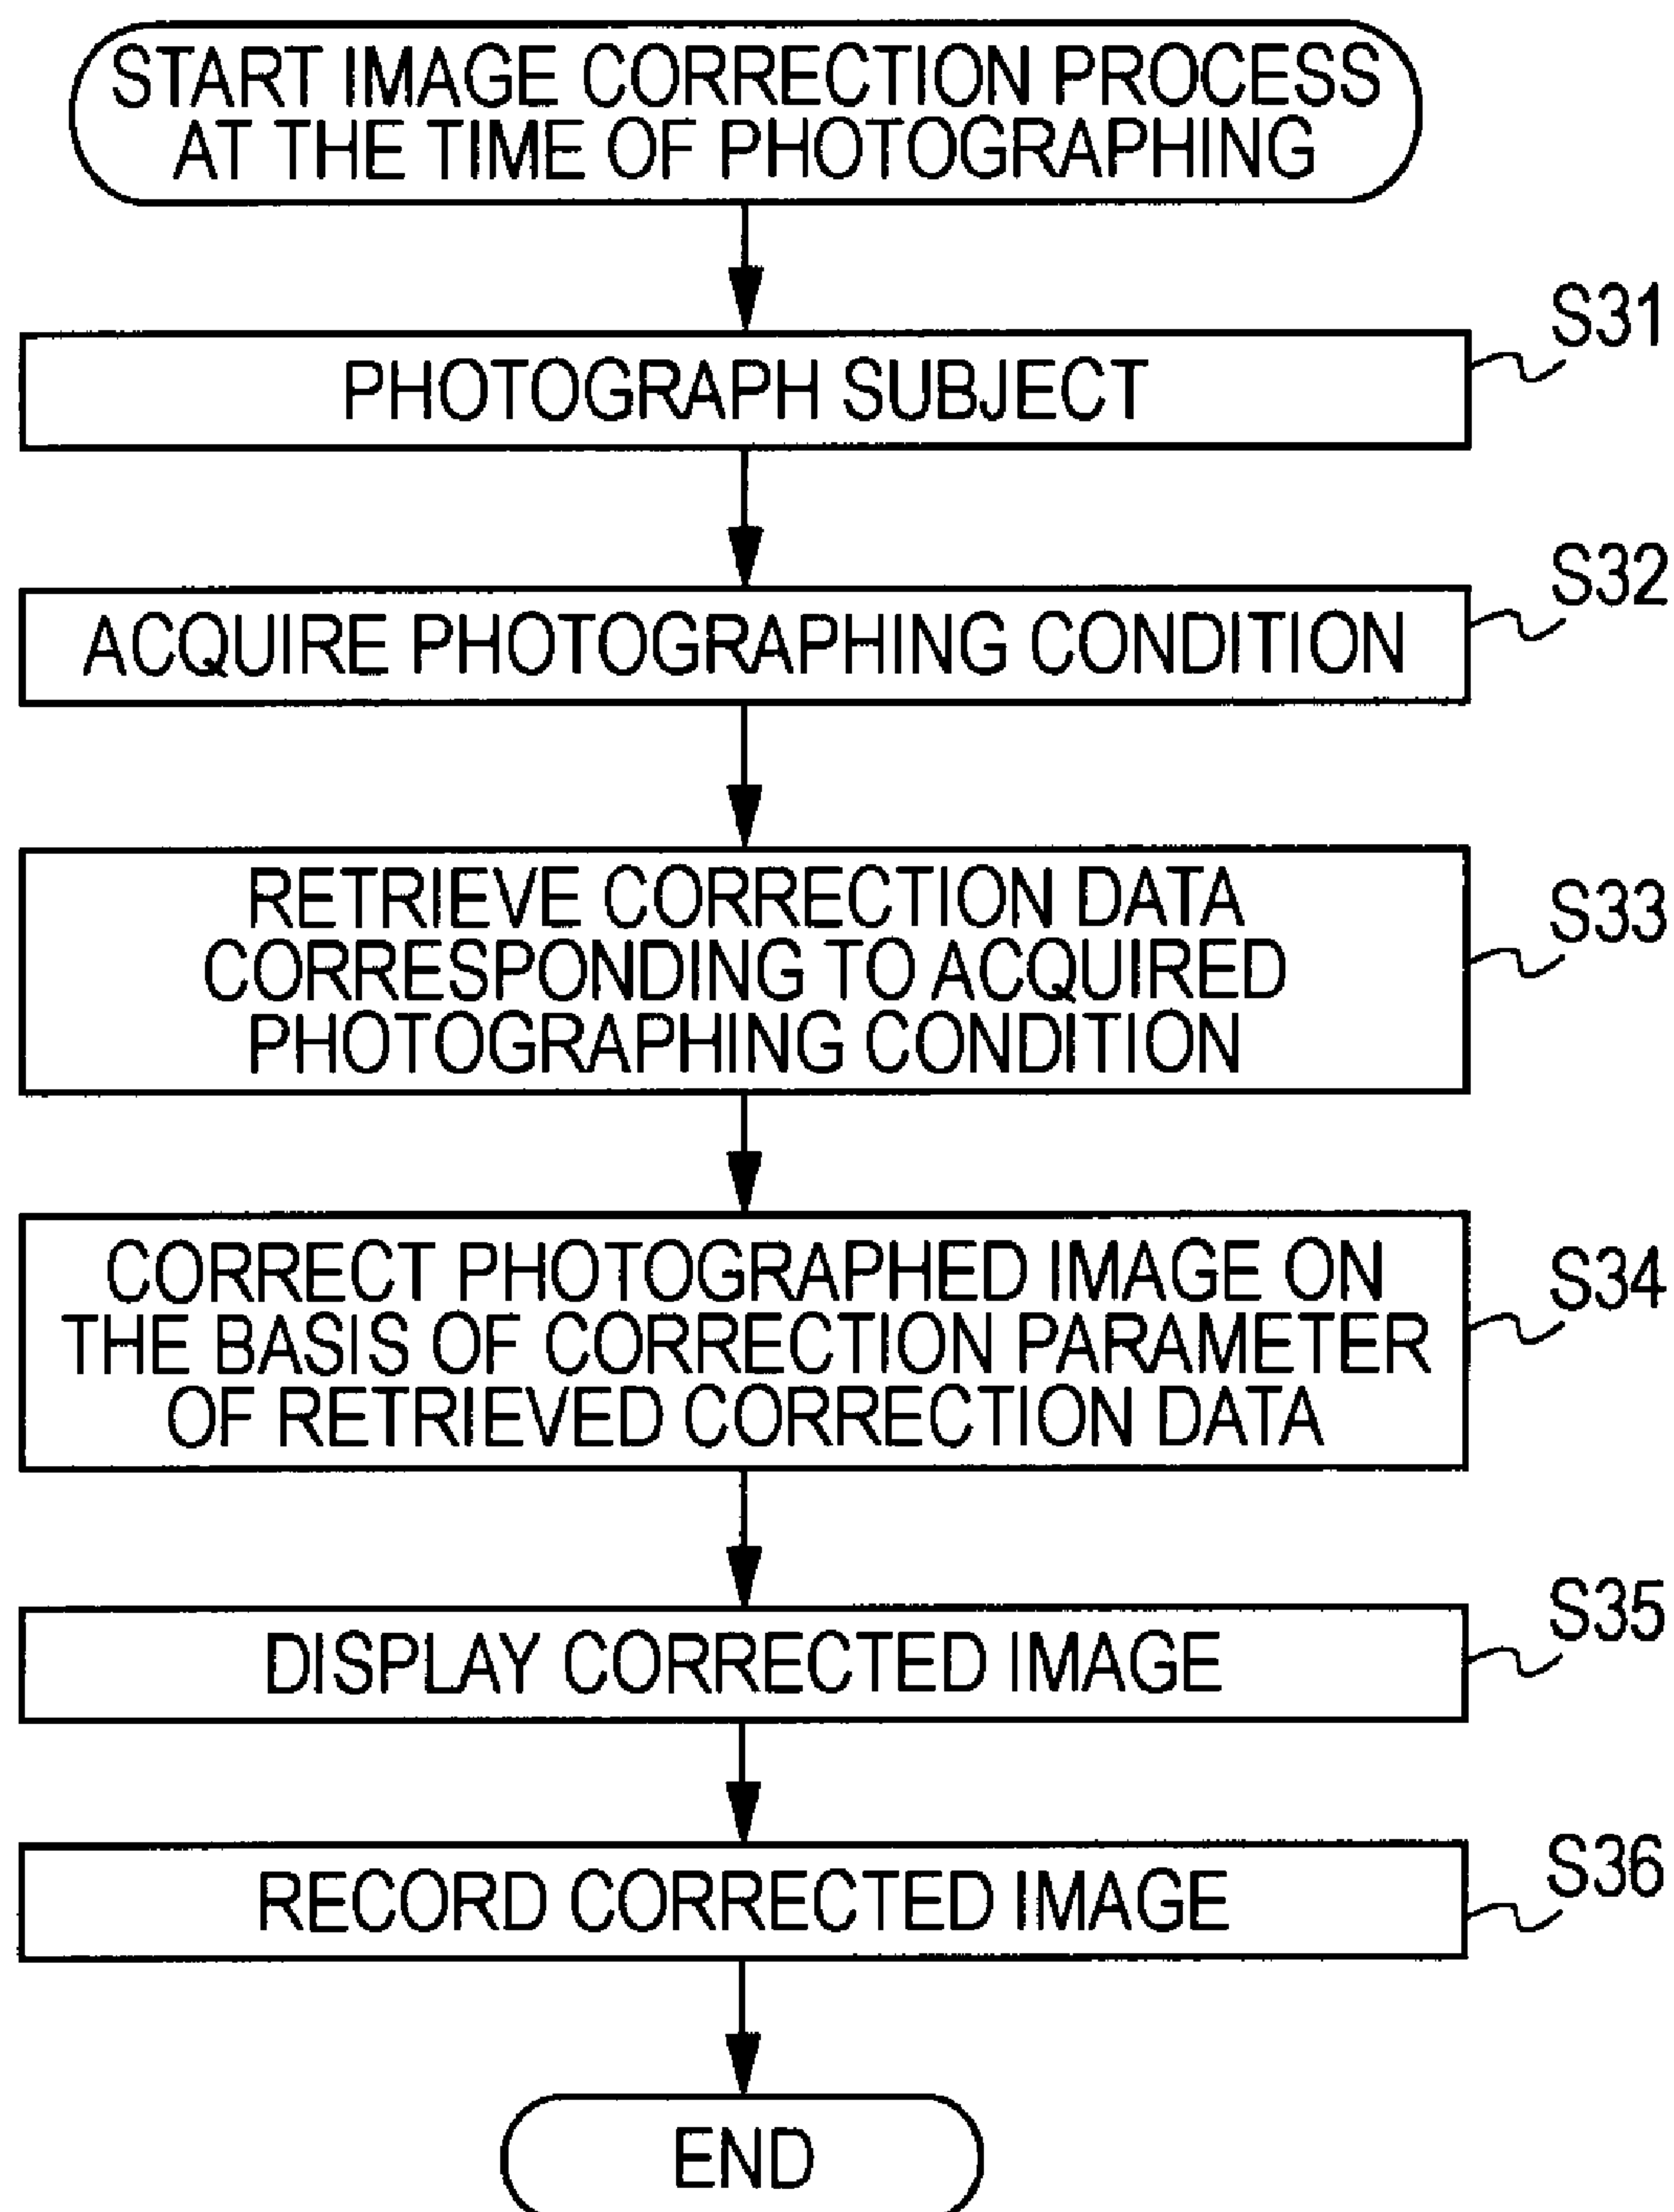 START IMAGE CORRECTION PROCESS
AT THE TIME OF PHOTOGRAPHING
S31
PHOTOGRAPH SUBJECT
S32
ACQUIRE PHOTOGRAPHING CONDITION
S33
RETRIEVE CORRECTION DATA
CORRESPONDING TO ACQUIRED
PHOTOGRAPHING CONDITION
S34
CORRECT PHOTOGRAPHED IMAGE ON
THE BASIS OF CORRECTION PARAMETER
OF RETRIEVED CORRECTION DATA
S35
DISPLAY CORRECTED IMAGE
S36
RECORD CORRECTED IMAGE
END